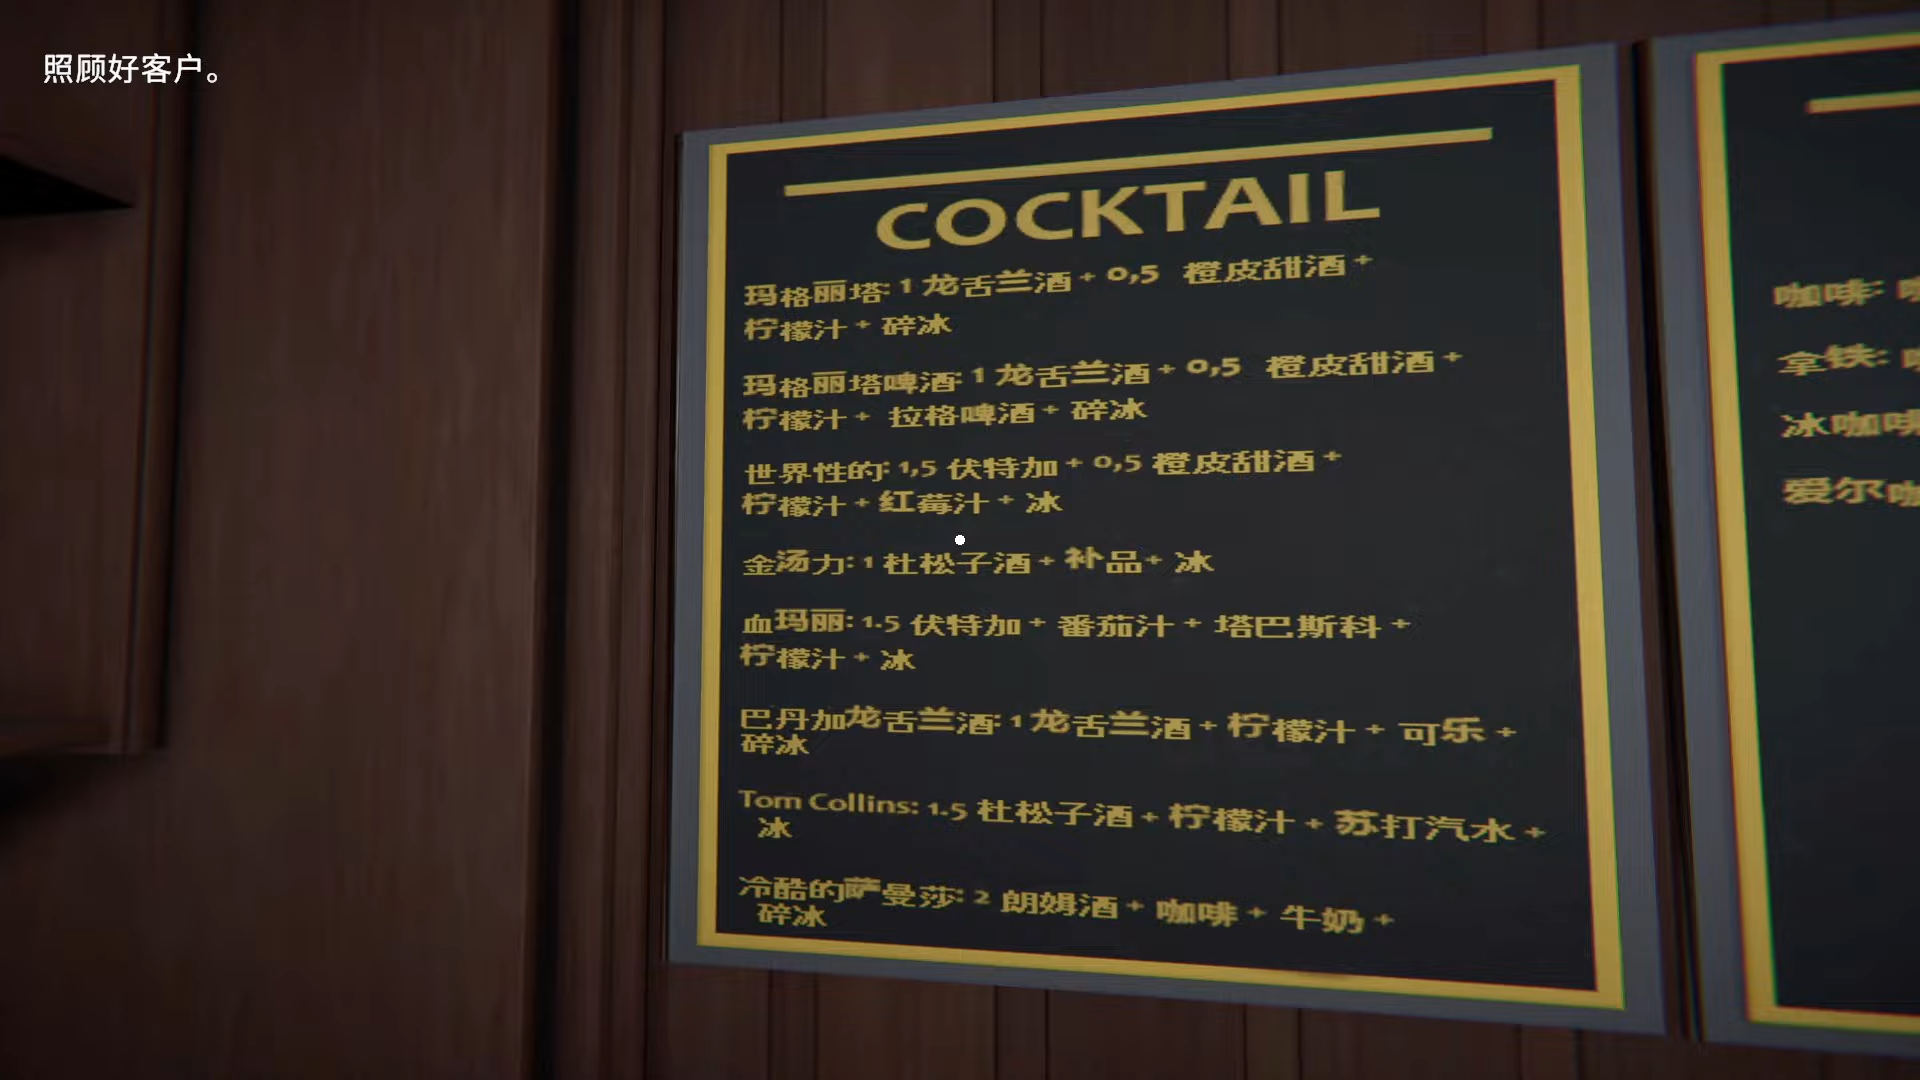 照顾好客户。
COCKTAIL
玛格丽塔: 1 龙舌兰酒 + 0,5 橙皮甜酒 +
柠檬汁 + 碎冰
玛格丽塔啤酒: 1 龙舌兰酒 + 0,5 橙皮甜酒 +
柠檬汁 + 拉格啤酒 + 碎冰
世界性的: 1,5 伏特加 + 0,5 橙皮甜酒 +
柠檬汁 + 红莓汁 + 冰
金汤力: 1 杜松子酒 + 补品 + 冰
血玛丽: 1.5 伏特加 + 番茄汁 + 塔巴斯科 +
柠檬汁 + 冰
巴丹加龙舌兰酒: 1 龙舌兰酒 + 柠檬汁 + 可乐 +
碎冰
Tom Collins: 1.5 杜松子酒 + 柠檬汁 + 苏打汽水 +
冰
冷酷的萨曼莎: 2 朗姆酒 + 咖啡 + 牛奶 +
碎冰
咖啡:
拿铁:
冰咖啡
爱尔咖